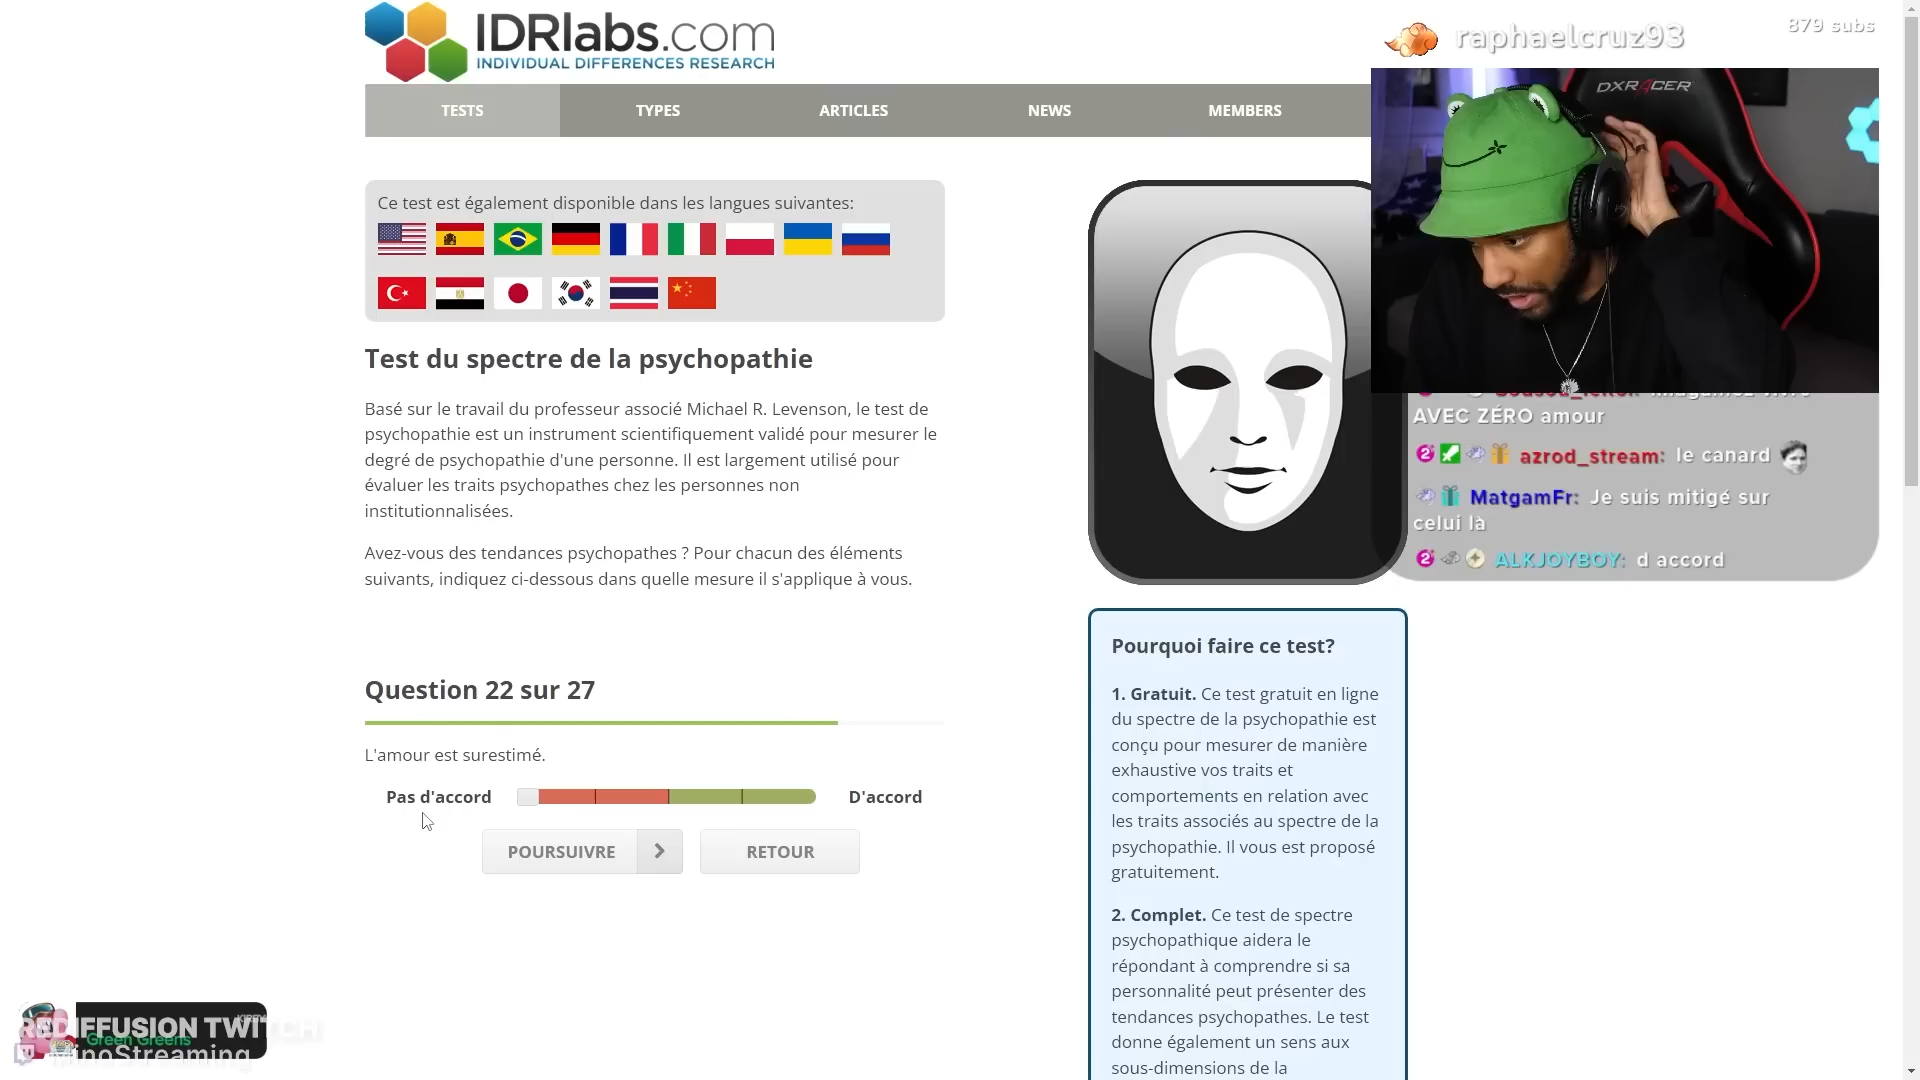 IDRlabs.com
INDIVIDUAL DIFFERENCES RESEARCH
raphaelcruz93
879 subs
DXRACER
TESTS
TYPES
ARTICLES
NEWS
MEMBERS
Ce test est également disponible dans les langues suivantes:
Test du spectre de la psychopathie
Basé sur le travail du professeur associé Michael R. Levenson, le test de
psychopathie est un instrument scientifiquement validé pour mesurer le
degré de psychopathie d'une personne. Il est largement utilisé pour
évaluer les traits psychopathes chez les personnes non
institutionnalisées.
Avez-vous des tendances psychopathes ? Pour chacun des éléments
suivants, indiquez ci-dessous dans quelle mesure il s'applique à vous.
Question 22 sur 27
L'amour est surestimé.
Pas d'accord
D'accord
POURSUIVRE
RETOUR
AVEC ZÉRO amour
azrod_stream: le canard
MatgamFr: Je suis mitigé sur
celui là
ALKJOYBOY: d accord
Pourquoi faire ce test?
1. Gratuit. Ce test gratuit en ligne
du spectre de la psychopathie est
conçu pour mesurer de manière
exhaustive vos traits et
comportements en relation avec
les traits associés au spectre de la
psychopathie. Il vous est proposé
gratuitement.
2. Complet. Ce test de spectre
psychopathique aidera le
répondant à comprendre si sa
personnalité peut présenter des
tendances psychopathes. Le test
donne également un sens aux
sous-dimensions de la
REDIFFUSION TWITCH
Green Greens
MinoStreaming